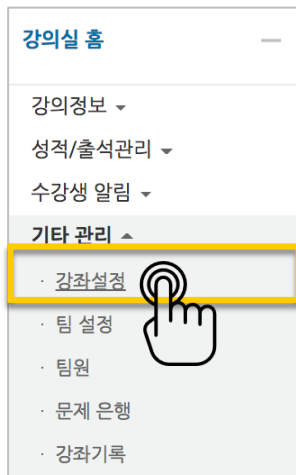 강의실 홈
강의정보
성적/출석관리
수강생 알림
기타 관리
· 강좌설정
· 팀 설정
· 팀원
· 문제 은행
· 강좌기록